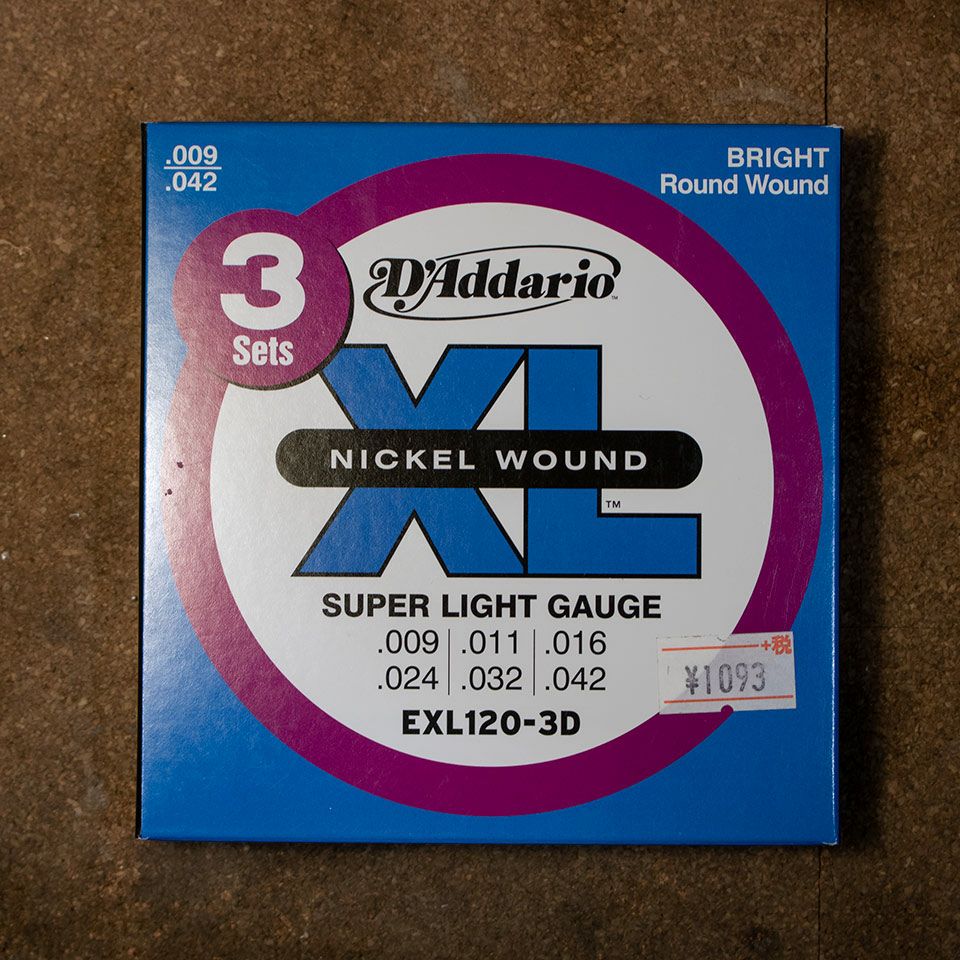 .009
.042
BRIGHT
Round Wound
3
Sets
D'Addario™
XL
NICKEL WOUND
™
SUPER LIGHT GAUGE
.009 | .011 | .016
.024 | .032 | .042
EXL120-3D
+税
¥1093